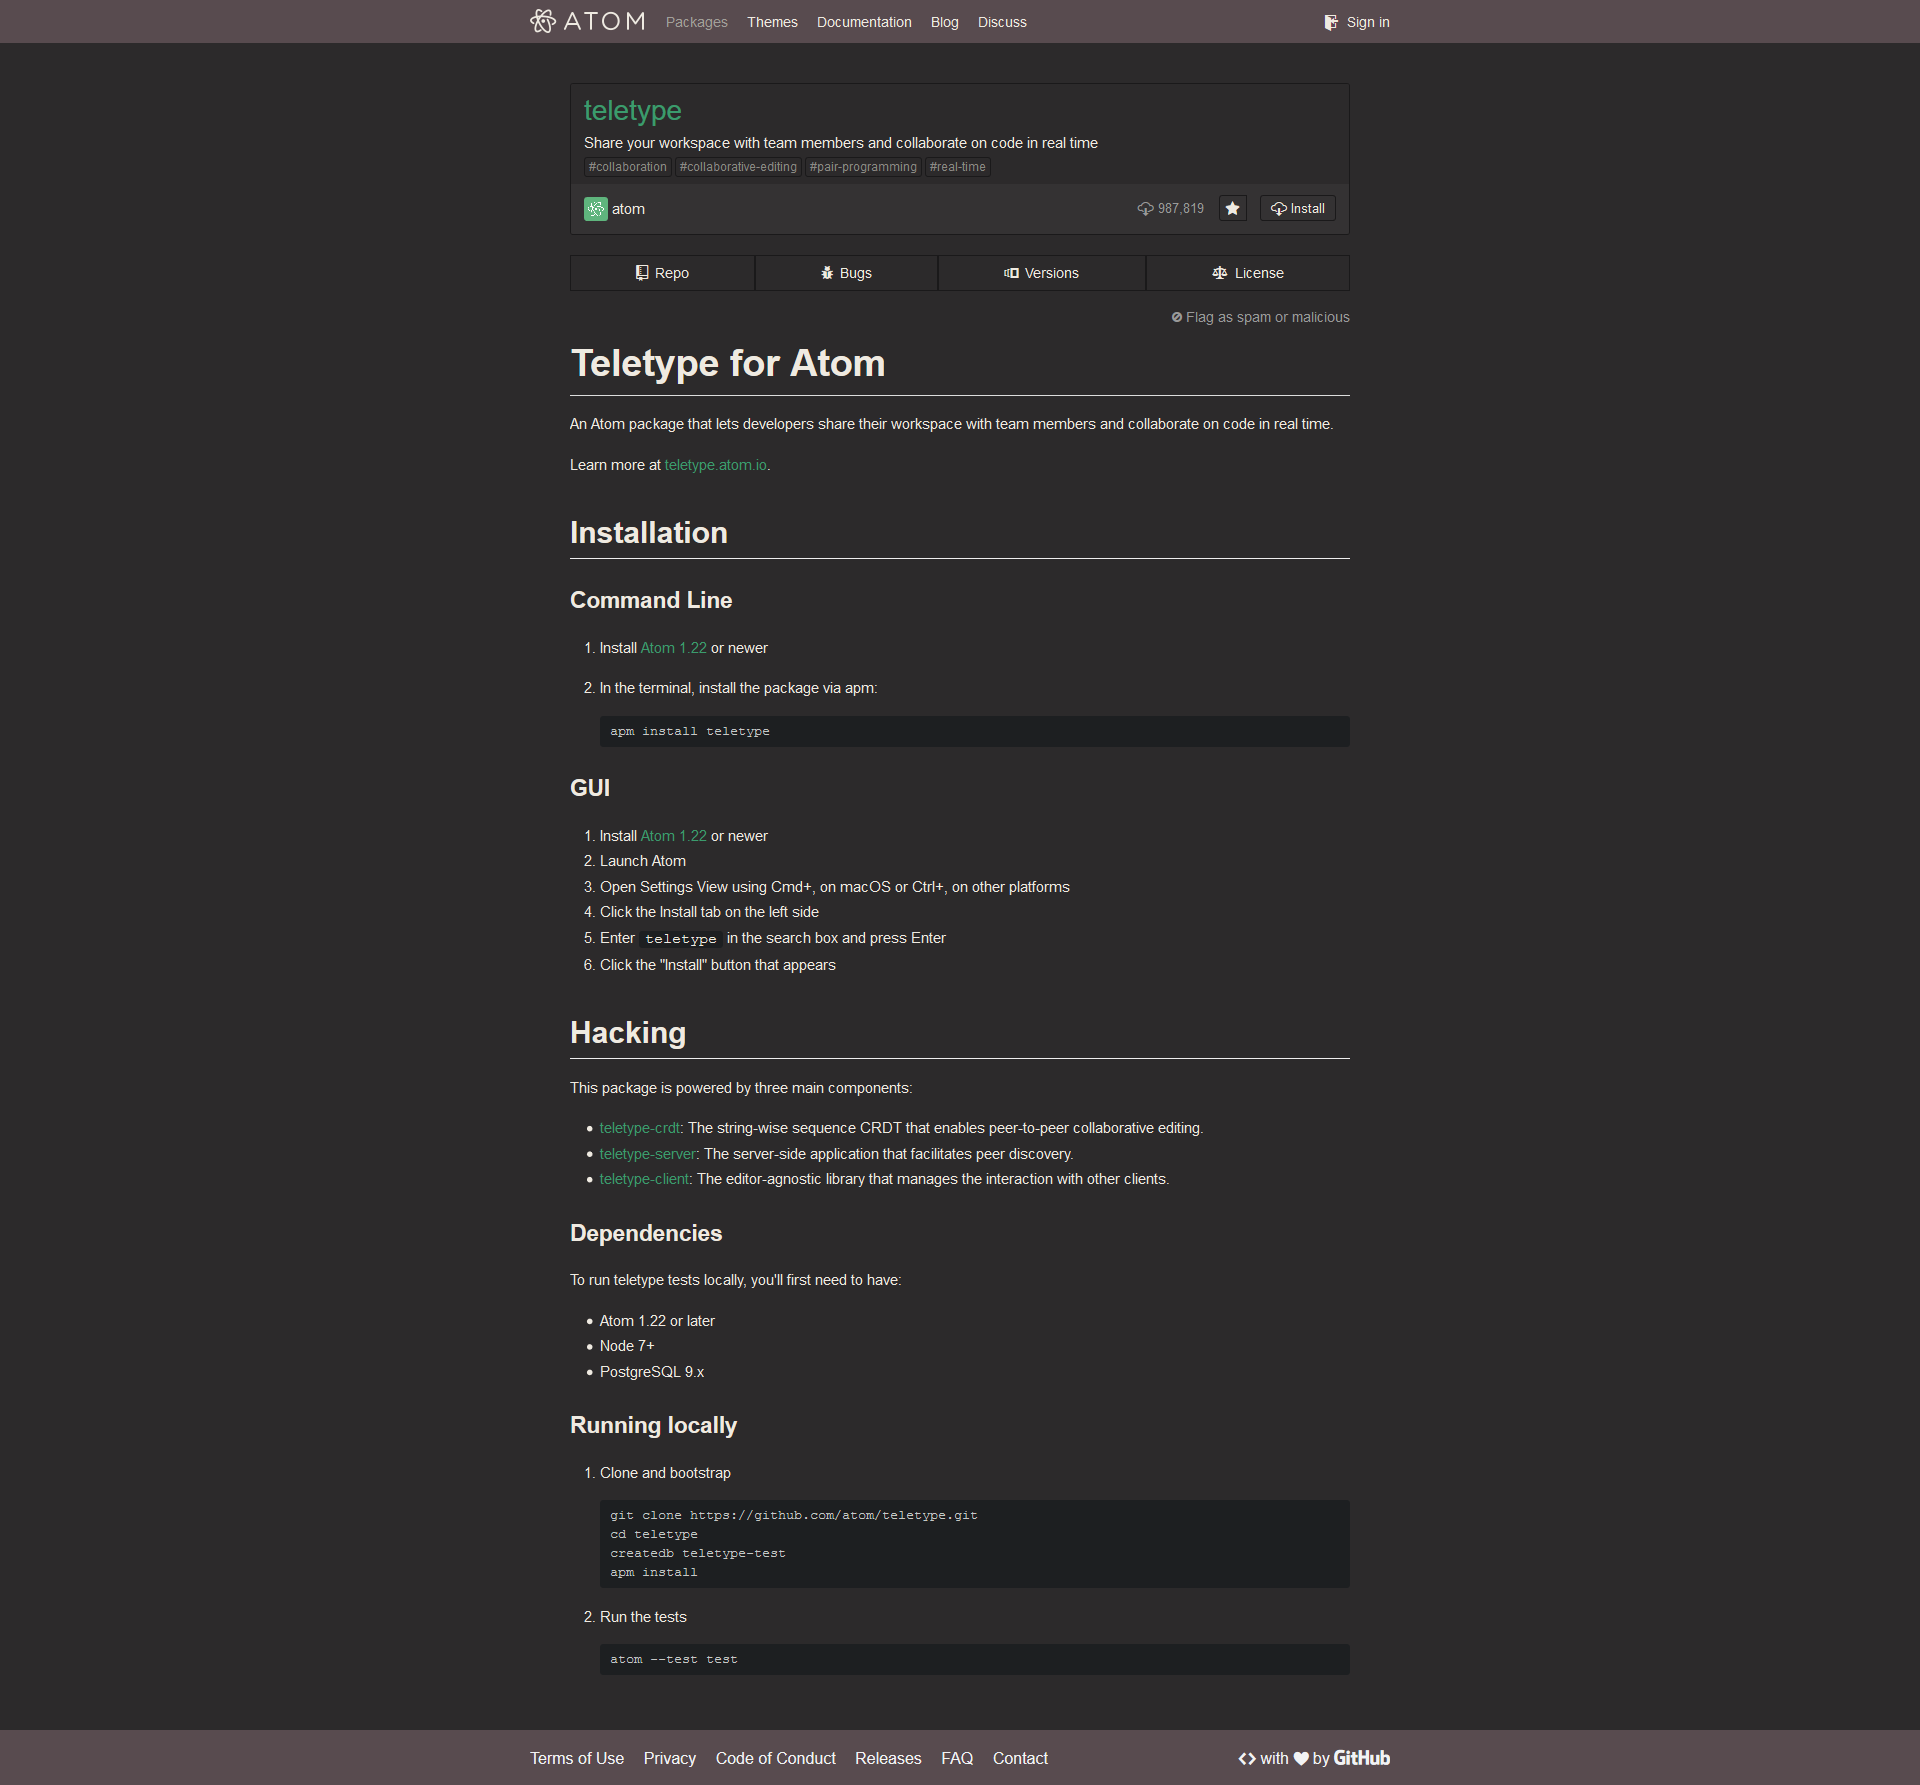 ATOM Packages Themes Documentation Blog Discuss Sign in
teletype
Share your workspace with team members and collaborate on code in real time
#collaboration #collaborative-editing #pair-programming #real-time
atom 987,819 Install
Repo Bugs Versions License
Flag as spam or malicious
Teletype for Atom
An Atom package that lets developers share their workspace with team members and collaborate on code in real time.
Learn more at teletype.atom.io.
Installation
Command Line
1. Install Atom 1.22 or newer
2. In the terminal, install the package via apm:
apm install teletype
GUI
1. Install Atom 1.22 or newer
2. Launch Atom
3. Open Settings View using Cmd+, on macOS or Ctrl+, on other platforms
4. Click the Install tab on the left side
5. Enter teletype in the search box and press Enter
6. Click the "Install" button that appears
Hacking
This package is powered by three main components:
• teletype-crdt: The string-wise sequence CRDT that enables peer-to-peer collaborative editing.
• teletype-server: The server-side application that facilitates peer discovery.
• teletype-client: The editor-agnostic library that manages the interaction with other clients.
Dependencies
To run teletype tests locally, you'll first need to have:
• Atom 1.22 or later
• Node 7+
• PostgreSQL 9.x
Running locally
1. Clone and bootstrap
git clone https://github.com/atom/teletype.git
cd teletype
createdb teletype-test
apm install
2. Run the tests
atom --test test
Terms of Use Privacy Code of Conduct Releases FAQ Contact with by GitHub